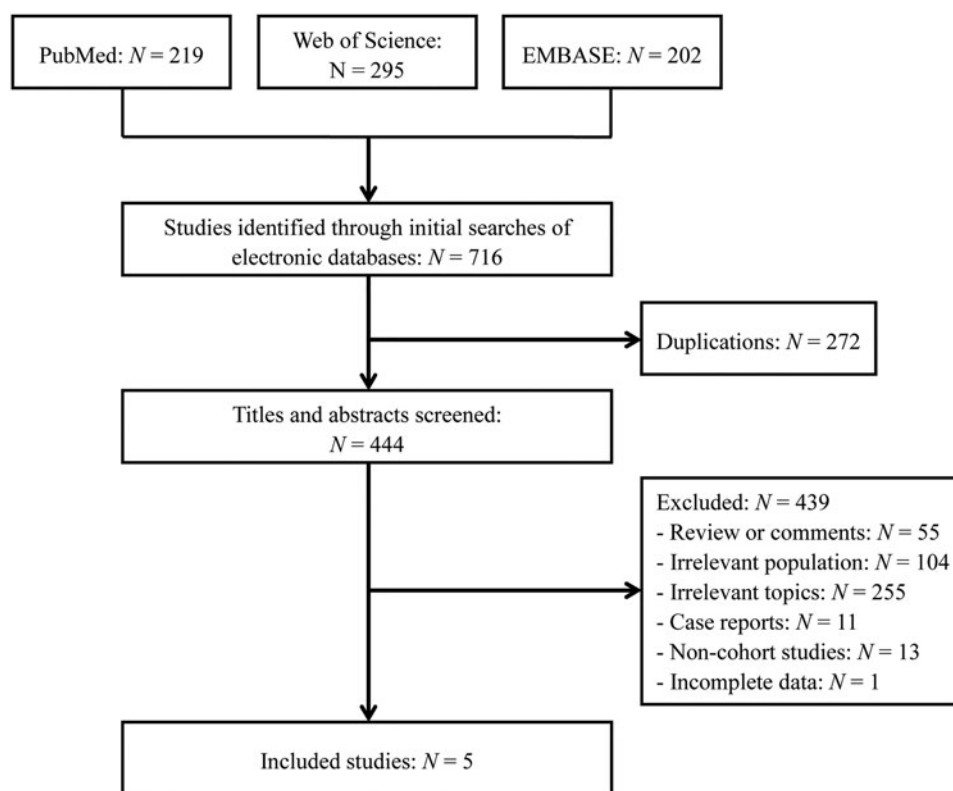 PubMed: N = 219
Web of Science:
N = 295
EMBASE: N = 202
Studies identified through initial searches of
electronic databases: N = 716
Duplications: N = 272
Titles and abstracts screened:
N = 444
Excluded: N = 439
- Review or comments: N = 55
- Irrelevant population: N = 104
- Irrelevant topics: N = 255
- Case reports: N = 11
- Non-cohort studies: N = 13
- Incomplete data: N = 1
Included studies: N = 5